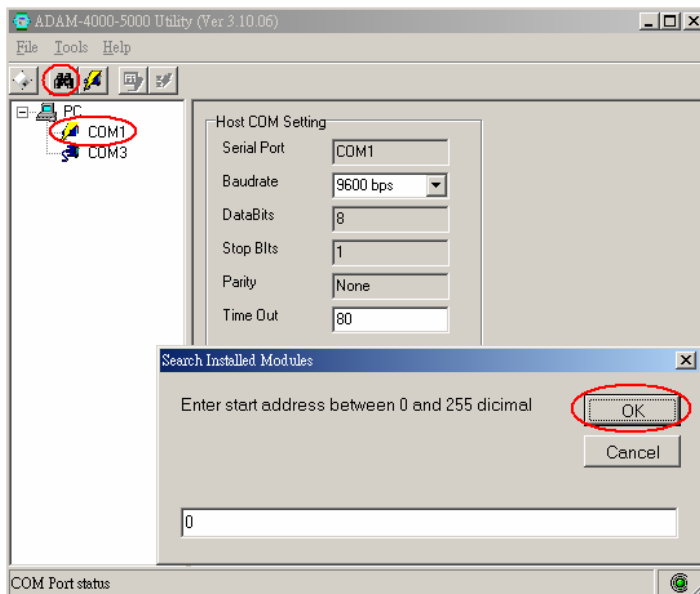 ADAM-4000-5000 Utility (Ver 3.10.06)
File Tools Help
PC
COM1
COM3
Host COM Setting
Serial Port COM1
Baudrate 9600 bps
DataBits 8
Stop BIts 1
Parity None
Time Out 80
Search Installed Modules
Enter start address between 0 and 255 dicimal
OK
Cancel
0
COM Port status